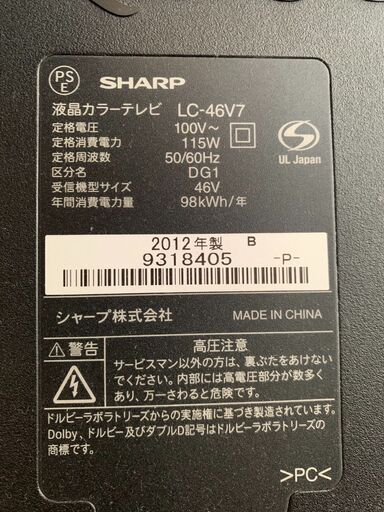 PS
E
SHARP
液晶カラーテレビ LC-46V7
定格電圧 100V～
定格消費電力 115W
定格周波数 50/60Hz
区分名 DG1
受信機型サイズ 46V
年間消費電力量 98kWh/年
S
UL Japan
2012年製 B
9318405 -P-
シャープ株式会社 MADE IN CHINA
⚠警告
高圧注意
サービスマン以外の方は、裏ぶたをあけない
でください。内部には高電圧部分が数多く
あり、万一さわると危険です。
ドルビーラボラトリーズからの実施権に基づき製造されています。
Dolby、ドルビー及びダブルD記号はドルビーラボラトリーズの
商標です。
>PC<